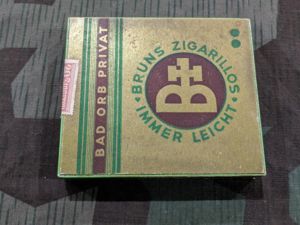 BAD ORB PRIVAT
BRUNS ZIGARILLOS
B
IMMER LEICHT